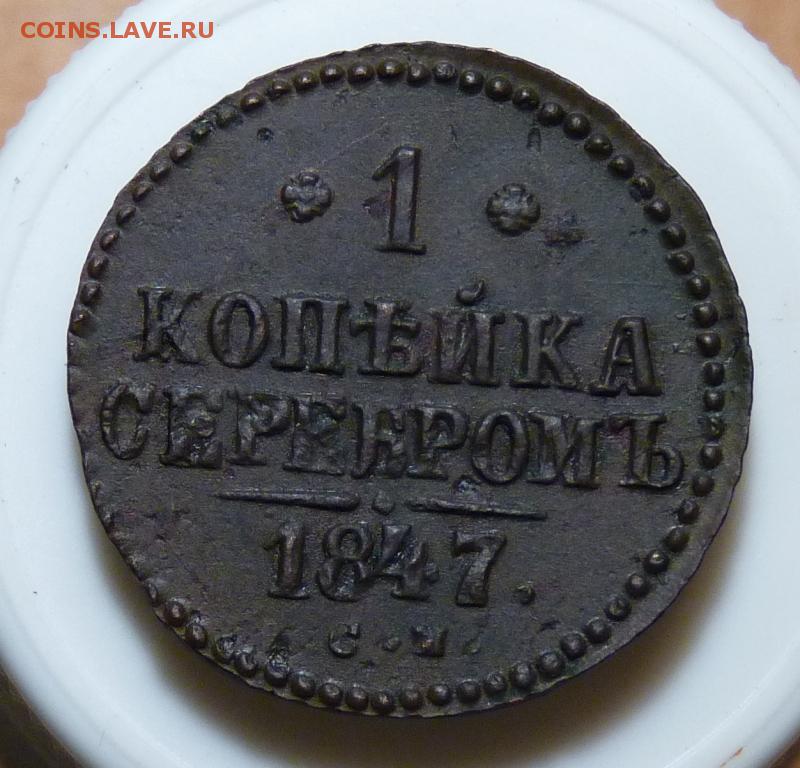 COINS.LAVE.RU
1
КОПѢЙКА
СЕРЕБРОМЪ
1847.
С.М.